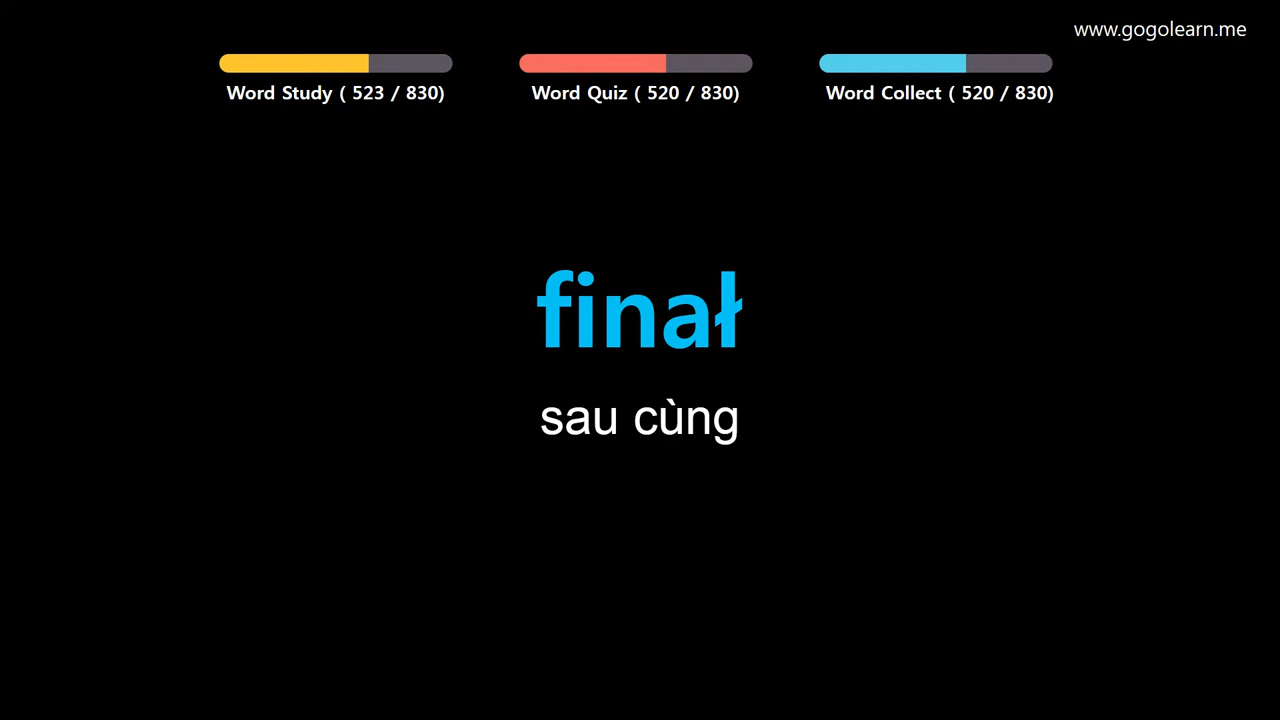 www.gogolearn.me
Word Study ( 523 / 830)
Word Quiz ( 520 / 830)
Word Collect ( 520 / 830)
finał
sau cùng